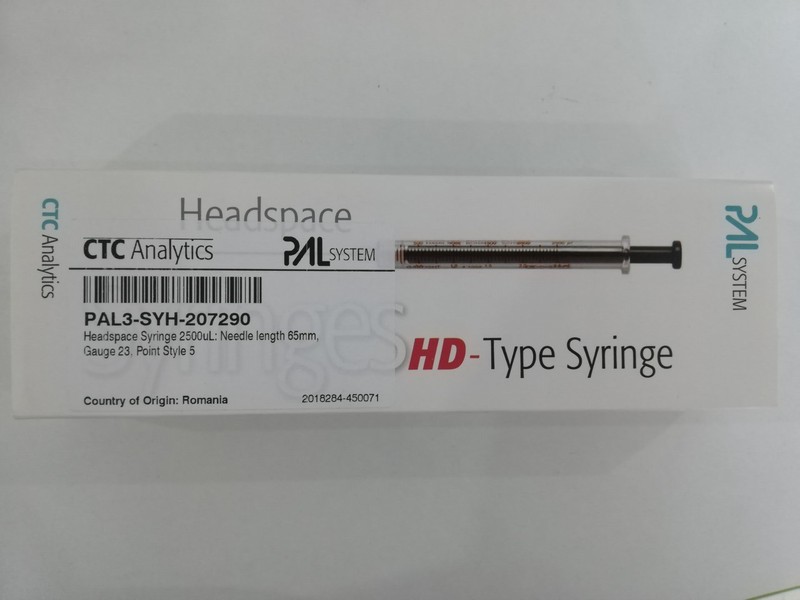 CTC Analytics
Headspace
CTC Analytics
PAL SYSTEM
PAL3-SYH-207290
Headspace Syringe 2500uL: Needle length 65mm,
Gauge 23, Point Style 5
Syringes
Country of Origin: Romania
2018284-450071
HD-Type Syringe
PAL SYSTEM